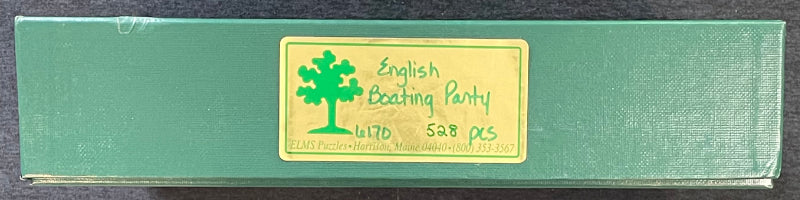 English
Boating Party
6170 528 pcs
ELMS Puzzles • Harrison, Maine 04040 • (800) 353-3567